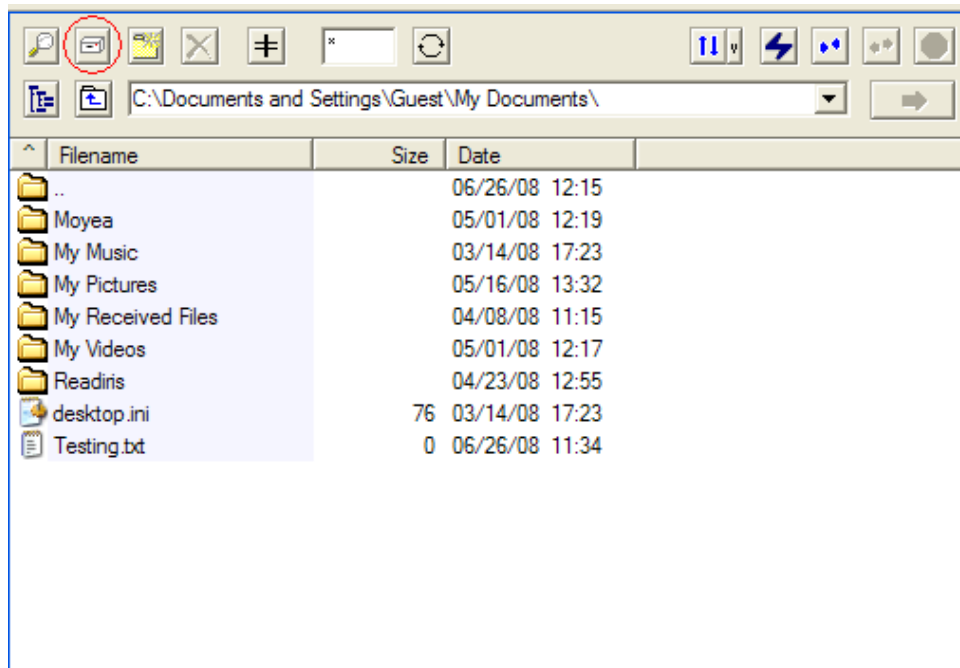 *
C:\Documents and Settings\Guest\My Documents\
^ Filename Size Date
.. 06/26/08 12:15
Moyea 05/01/08 12:19
My Music 03/14/08 17:23
My Pictures 05/16/08 13:32
My Received Files 04/08/08 11:15
My Videos 05/01/08 12:17
Readiris 04/23/08 12:55
desktop.ini 76 03/14/08 17:23
Testing.txt 0 06/26/08 11:34